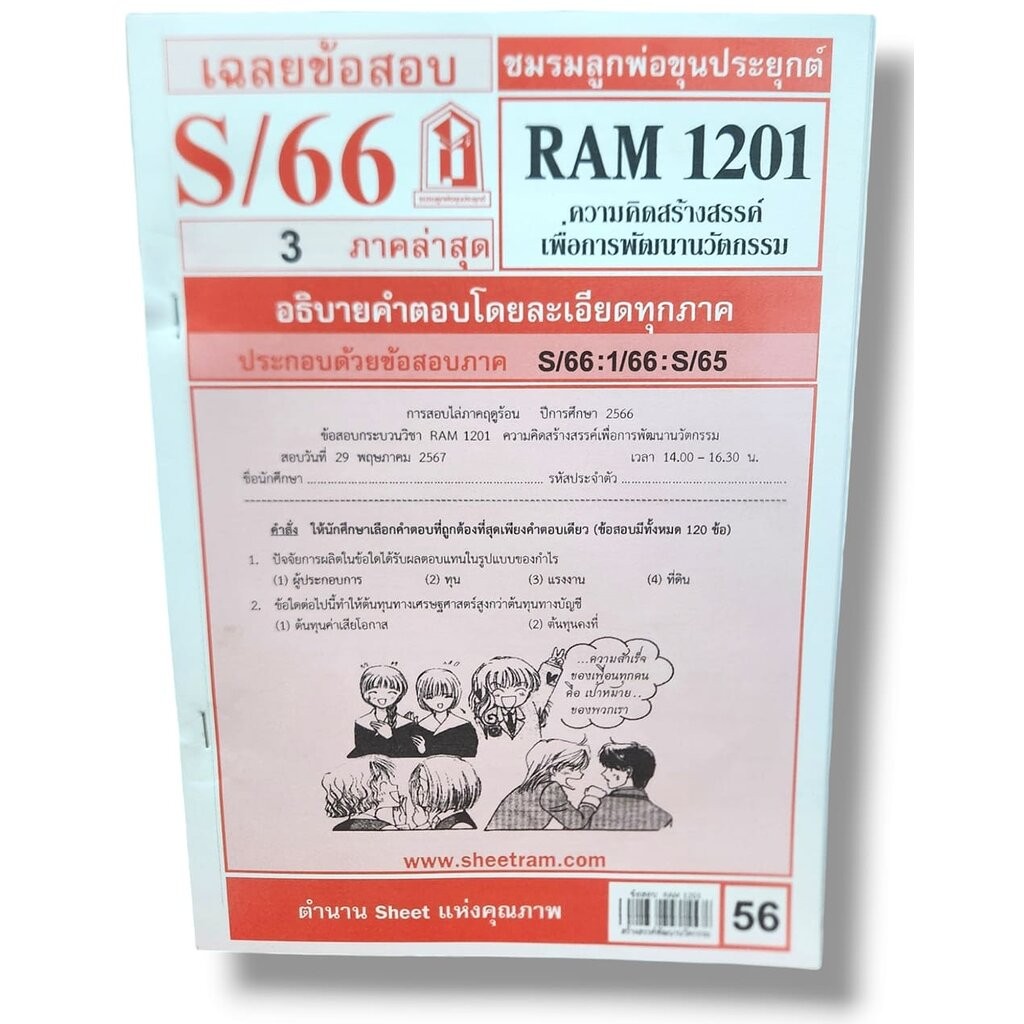 เฉลยข้อสอบ
ชมรมลูกพ่อขุนประยุกต์
S/66
RAM 1201
ความคิดสร้างสรรค์
เพื่อการพัฒนานวัตกรรม
3 ภาคล่าสุด
อธิบายคำตอบโดยละเอียดทุกภาค
ประกอบด้วยข้อสอบภาค S/66:1/66:S/65
การสอบไล่ภาคฤดูร้อน ปีการศึกษา 2566
ข้อสอบกระบวนวิชา RAM 1201 ความคิดสร้างสรรค์เพื่อการพัฒนานวัตกรรม
สอบวันที่ 29 พฤษภาคม 2567 เวลา 14.00 – 16.30 น.
ชื่อนักศึกษา ........................................ รหัสประจำตัว ........................................
คำสั่ง ให้นักศึกษาเลือกคำตอบที่ถูกต้องที่สุดเพียงคำตอบเดียว (ข้อสอบมีทั้งหมด 120 ข้อ)
1. ปัจจัยการผลิตในข้อใดได้รับผลตอบแทนในรูปแบบของกำไร
(1) ผู้ประกอบการ (2) ทุน (3) แรงงาน (4) ที่ดิน
2. ข้อใดต่อไปนี้ทำให้ต้นทุนทางเศรษฐศาสตร์สูงกว่าต้นทุนทางบัญชี
(1) ต้นทุนค่าเสียโอกาส (2) ต้นทุนคงที่
...ความสำเร็จ
ของเพื่อนทุกคน
คือ เป้าหมาย..
ของพวกเรา
www.sheetram.com
ตำนาน Sheet แห่งคุณภาพ
ข้อสอบ RAM 1201
56